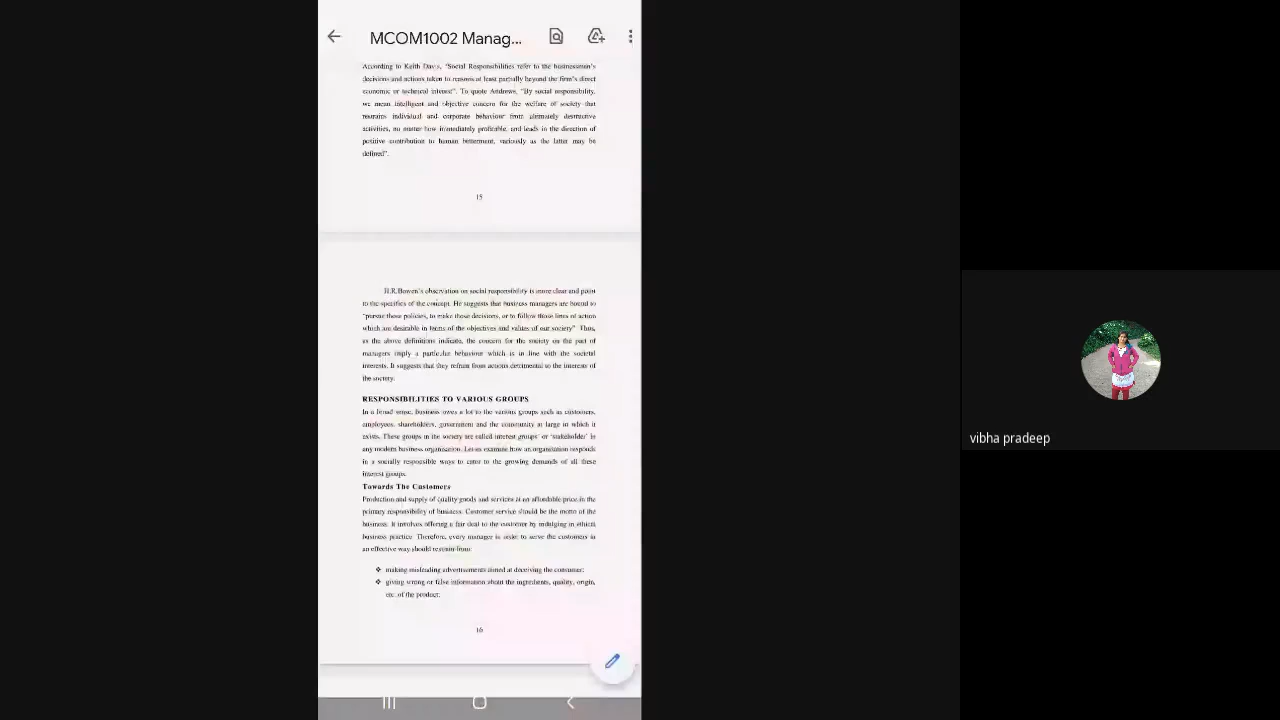 MCOM1002 Manag...
According to Keith Davis, "Social Responsibilities refer to the businessmen's
decisions and actions taken to reasons at least partially beyond the firm's direct
economic or technical interest". To quote Andrews, "By social responsibility,
we mean intelligent and objective concern for the welfare of society that
restrains individual and corporate behaviour from ultimately destructive
activities, no matter how immediately profitable, and leads in the direction of
positive contribution to human betterment, variously as the latter may be
defined".
15
H.R.Bowen's observation on social responsibility is more clear and point
to the specifics of the concept. He suggests that business managers are bound to
"pursue those policies, to make those decisions, or to follow those lines of action
which are desirable in terms of the objectives and values of our society" Thus,
as the above definitions indicate, the concern for the society on the part of
managers imply a particular behaviour which is in line with the societal
interests. It suggests that they refrain from actions detrimental to the interests of
the society.
RESPONSIBILITIES TO VARIOUS GROUPS
In a broad sense, business owes a lot to the various groups such as customers,
employees, shareholders, government and the community at large in which it
exists. These groups in the society are called interest groups' or 'stakeholder' in
any modern business organisation. Let us examine how an organisation responds
in a socially responsible ways to cater to the growing demands of all these
interest groups.
Towards The Customers
Production and supply of quality goods and services at an affordable price in the
primary responsibility of business. Customer service should be the motto of the
business. It involves offering a fair deal to the customer by indulging in ethical
business practice. Therefore, every manager in order to serve the customers in
an effective way should restrain from:
❖ making misleading advertisements aimed at deceiving the consumer;
❖ giving wrong or false information about the ingredients, quality, origin,
etc. of the product;
16
vibha pradeep